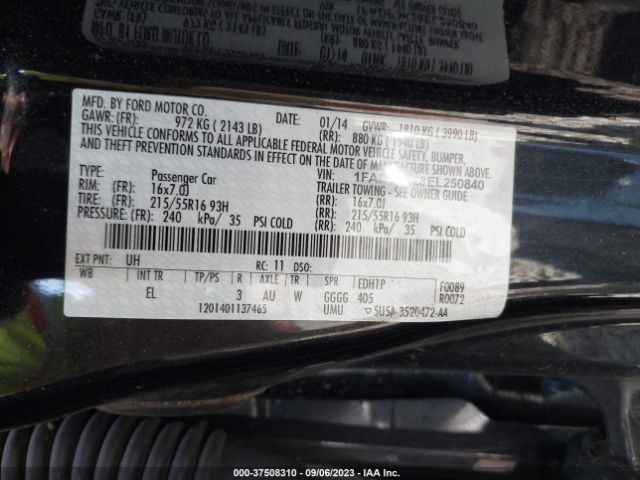 MFD. BY FORD MOTOR CO.
DATE: 01/14 GVWR: 1810 KG ( 3990 LB)
GAWR: (FR): 972 KG ( 2143 LB) (RR): 880 KG ( 1940 LB)
THIS VEHICLE CONFORMS TO ALL APPLICABLE FEDERAL MOTOR VEHICLE SAFETY, BUMPER,
AND THEFT PREVENTION STANDARDS IN EFFECT ON THE DATE OF MANUFACTURE SHOWN ABOVE.
VIN: EL250840
TYPE: Passenger Car TRAILER TOWING - SEE OWNER GUIDE
RIM: (FR): 16x7.0J (RR): 16x7.0J
TIRE: (FR): 215/55R16 93H (RR): 215/55R16 93H
PRESSURE: (FR): 240 kPa/ 35 PSI COLD (RR): 240 kPa/ 35 PSI COLD
EXT PNT: UH RC: 11 DSO:
WB INT TR TP/PS R AXLE TR SPR EDH1P F0089
EL 3 AU W GGGG 405 R0072
1201401137465 UMU 5U5A-3520472-AA
000-37508310 - 09/06/2023 - IAA Inc.